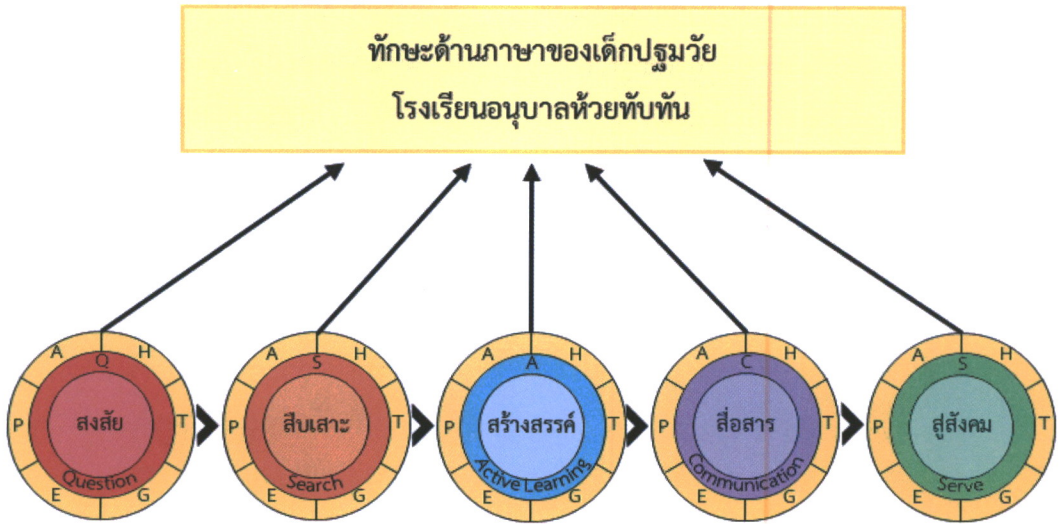 ทักษะด้านภาษาของเด็กปฐมวัย
โรงเรียนอนุบาลห้วยทับทัน
A H
Q
P สงสัย T
Question
E G
A H
S
P สืบเสาะ T
Search
E G
A H
A
P สร้างสรรค์ T
Active Learning
E G
A H
C
P สื่อสาร T
Communication
E G
A H
S
P สู่สังคม T
Serve
E G